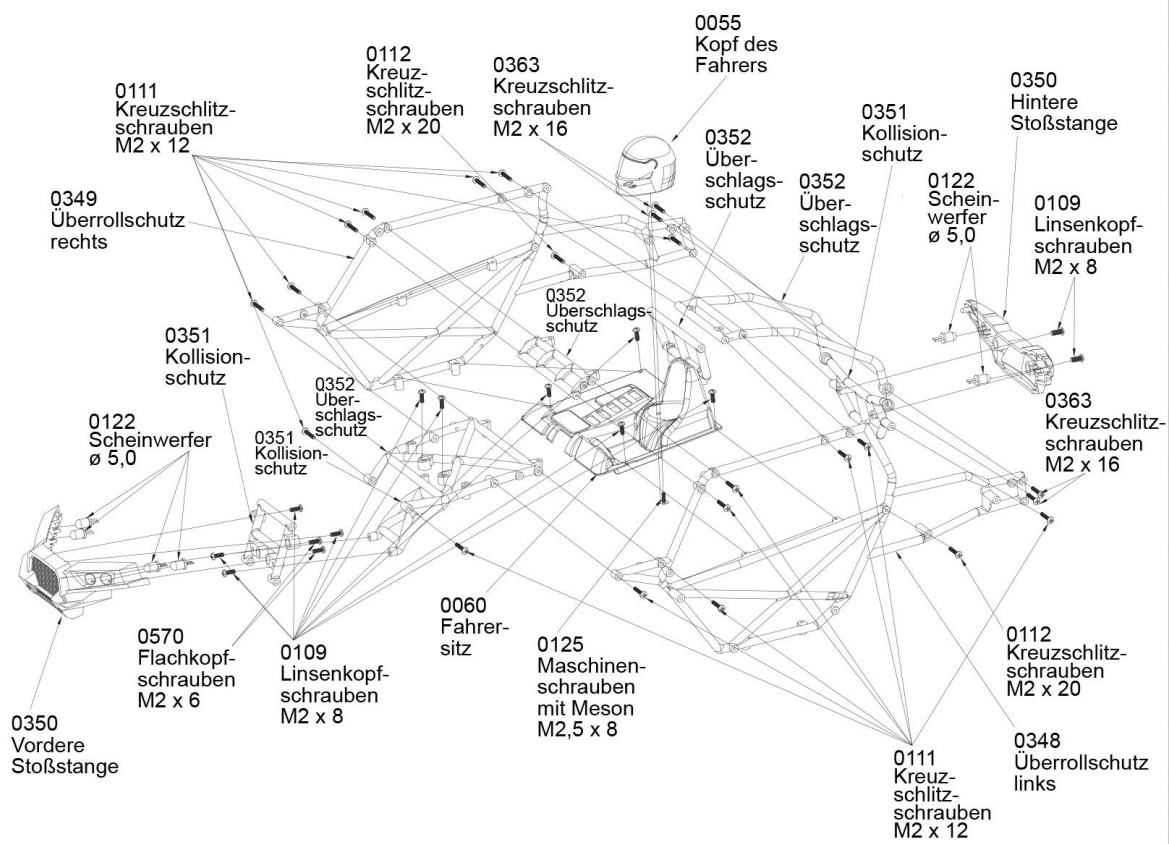 0055
Kopf des
Fahrers
0112
Kreuz-
schlitz-
schrauben
M2 x 20
0363
Kreuzschlitz-
schrauben
M2 x 16
0350
Hintere
Stoßstange
0111
Kreuzschlitz-
schrauben
M2 x 12
0351
Kollision-
schutz
0352
Über-
schlags-
schutz
0352
Über-
schlags-
schutz
0122
Schein-
werfer
ø 5,0
0109
Linsenkopf-
schrauben
M2 x 8
0349
Überrollschutz
rechts
0352
Überschlags-
schutz
0351
Kollision-
schutz
0352
Über-
schlags-
schutz
0122
Scheinwerfer
ø 5,0
0351
Kollision-
schutz
0363
Kreuzschlitz-
schrauben
M2 x 16
0060
Fahrer-
sitz
0570
Flachkopf-
schrauben
M2 x 6
0109
Linsenkopf-
schrauben
M2 x 8
0125
Maschinen-
schrauben
mit Meson
M2,5 x 8
0112
Kreuzschlitz-
schrauben
M2 x 20
0350
Vordere
Stoßstange
0348
Überrollschutz
links
0111
Kreuz-
schlitz-
schrauben
M2 x 12